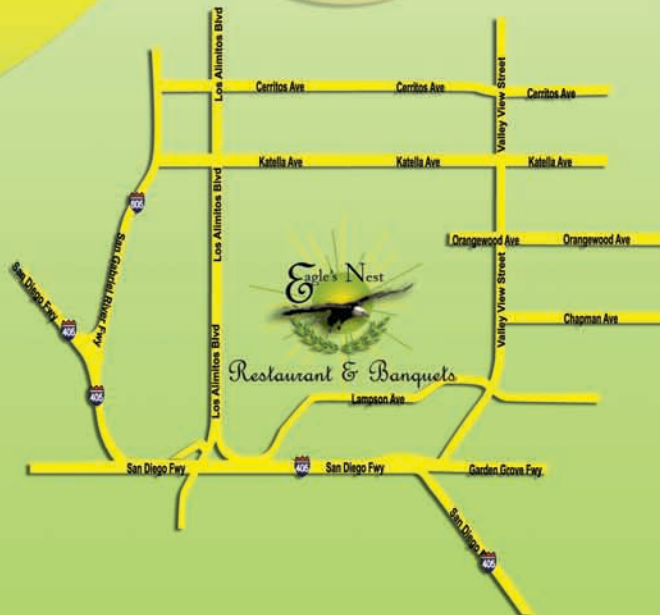 Los Alimitos Blvd
Cerritos Ave
Cerritos Ave
Cerritos Ave
Valley View Street
Katella Ave
Katella Ave
Katella Ave
605
Los Alimitos Blvd
San Gabriel River Fwy
Orangewood Ave
Orangewood Ave
Eagle's Nest
Restaurant & Banquets
San Diego Fwy
405
Valley View Street
Chapman Ave
Los Alimitos Blvd
405
Lampson Ave
San Diego Fwy
405
San Diego Fwy
Garden Grove Fwy
San Diego
405